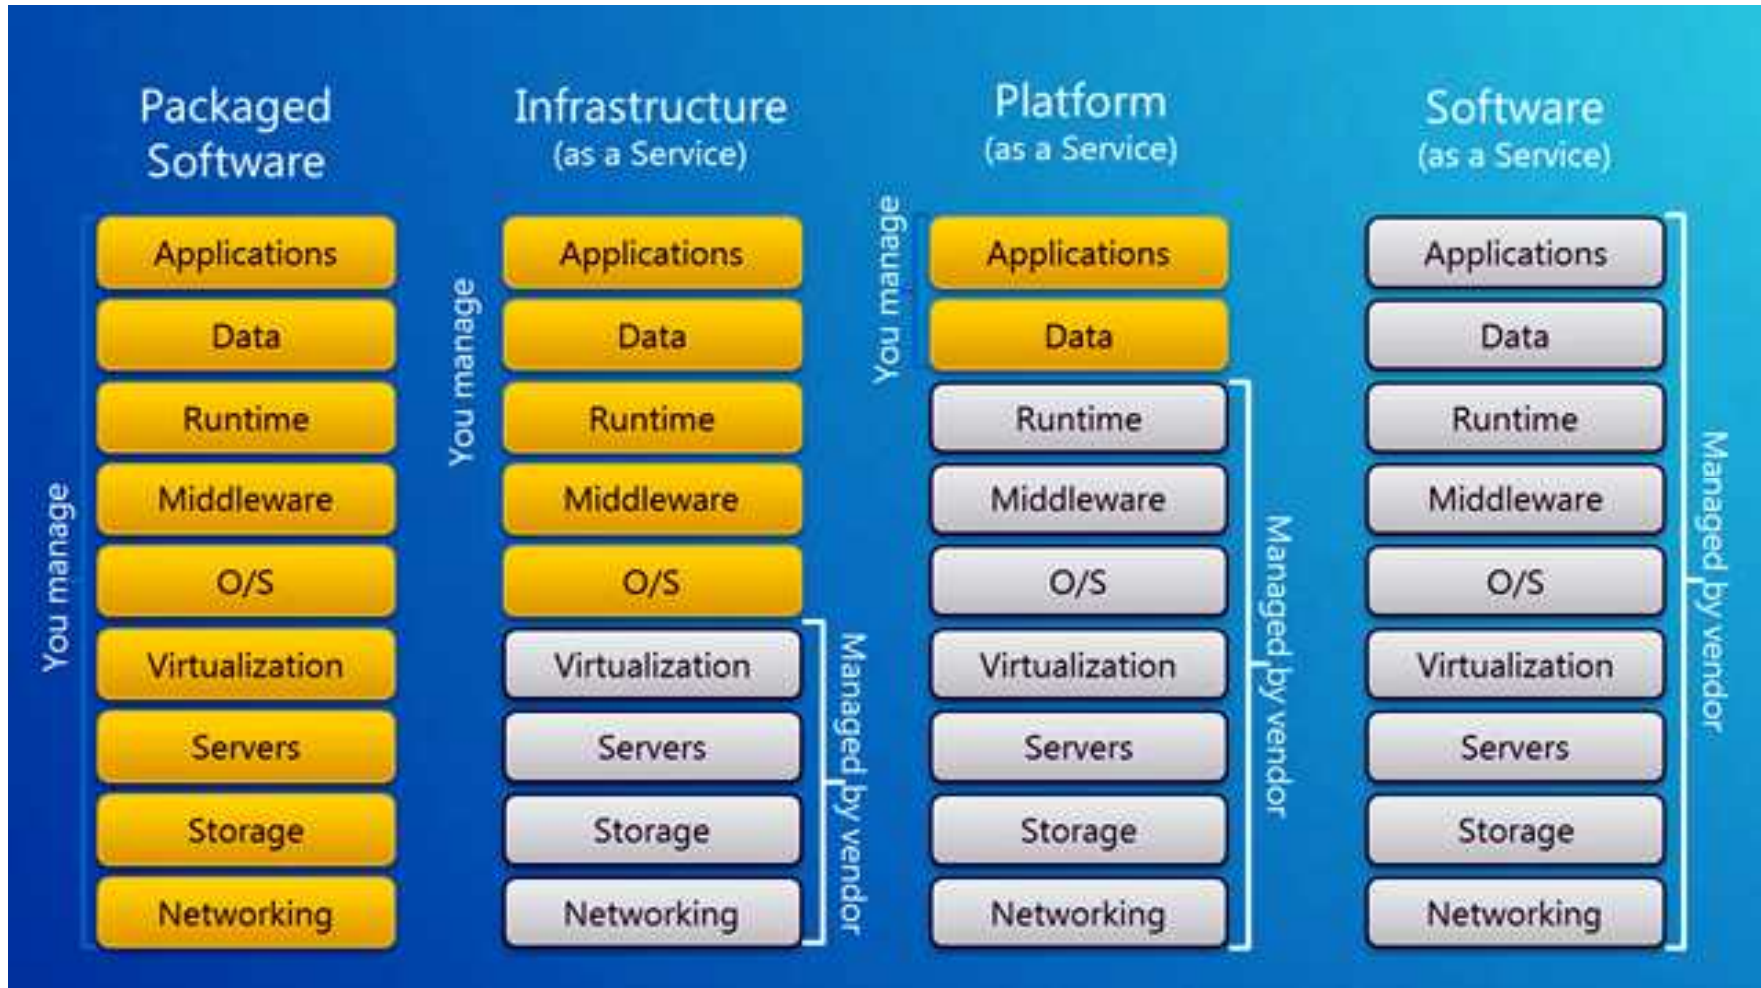 Packaged
Software
You manage
Applications
Data
Runtime
Middleware
O/S
Virtualization
Servers
Storage
Networking
Infrastructure
(as a Service)
You manage
Applications
Data
Runtime
Middleware
O/S
Virtualization
Servers
Storage
Networking
Managed by vendor
Platform
(as a Service)
You manage
Applications
Data
Runtime
Middleware
O/S
Virtualization
Servers
Storage
Networking
Managed by vendor
Software
(as a Service)
Applications
Data
Runtime
Middleware
O/S
Virtualization
Servers
Storage
Networking
Managed by vendor